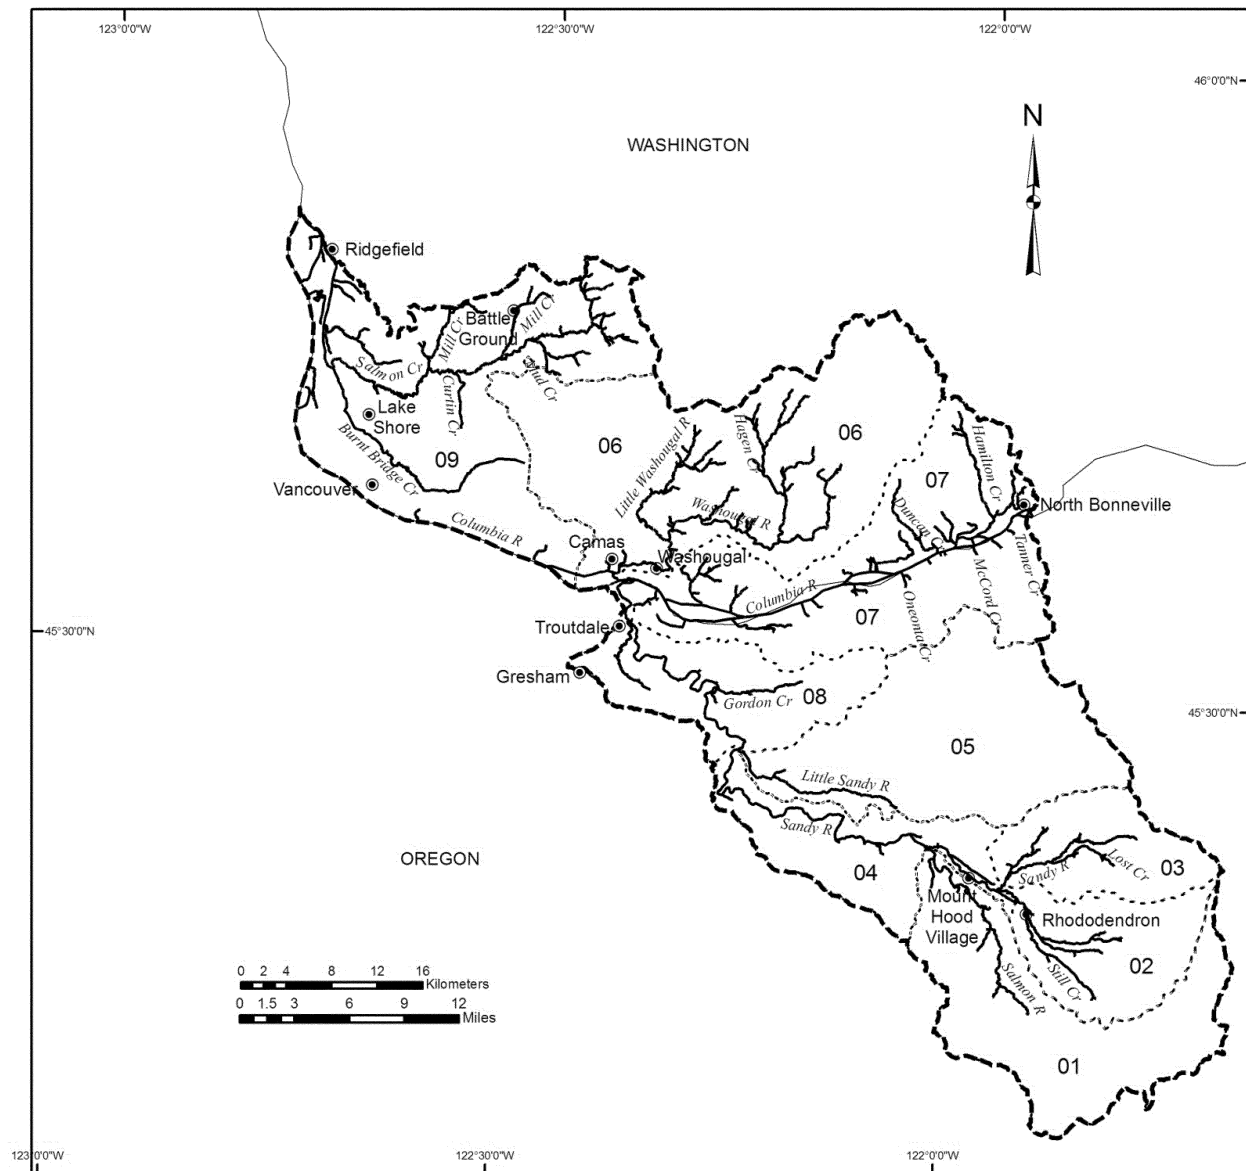 123°0'0"W
122°30'0"W
122°0'0"W
46°0'0"N
N
WASHINGTON
Ridgefield
Battle
Ground
Mill Cr
Mill Cr
Salmon Cr
Curtin Cr
Mud Cr
Lake
Shore
Burnt Bridge Cr
09
06
Little Washougal R
Hagen Cr
06
07
Hamilton Cr
Vancouver
North Bonneville
Washougal R
Duncan Cr
Columbia R
Camas
Washougal
Tanner Cr
McCord Cr
Columbia R
Oneonta Cr
07
Troutdale
45°30'0"N
Gresham
Gordon Cr
08
45°30'0"N
05
Little Sandy R
Sandy R
OREGON
04
Sandy R
Lost Cr
03
Mount
Hood
Village
Rhododendron
02
Still Cr
Salmon R
01
0 2 4 8 12 16
Kilometers
0 1.5 3 6 9 12
Miles
123°0'0"W
122°30'0"W
122°0'0"W